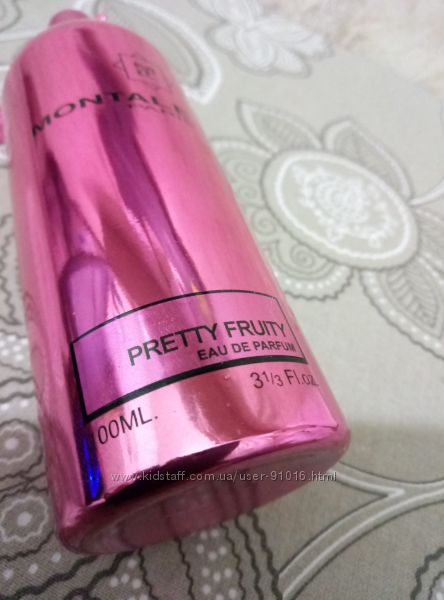 MONTALE
PRETTY FRUITY
EAU DE PARFUM
00ML.
3 1/3 Fl.oz.
www.kidstaff.com.ua/user-91016.html